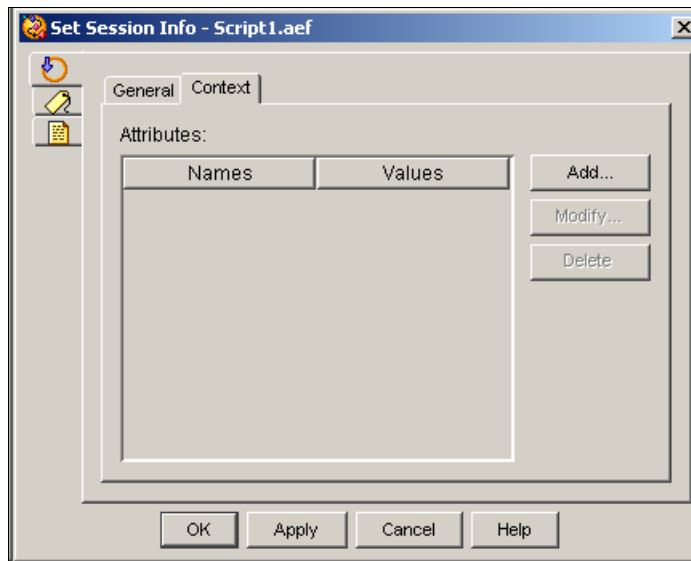 Set Session Info - Script1.aef
General Context
Attributes:
Names Values
Add...
Modify...
Delete
OK Apply Cancel Help